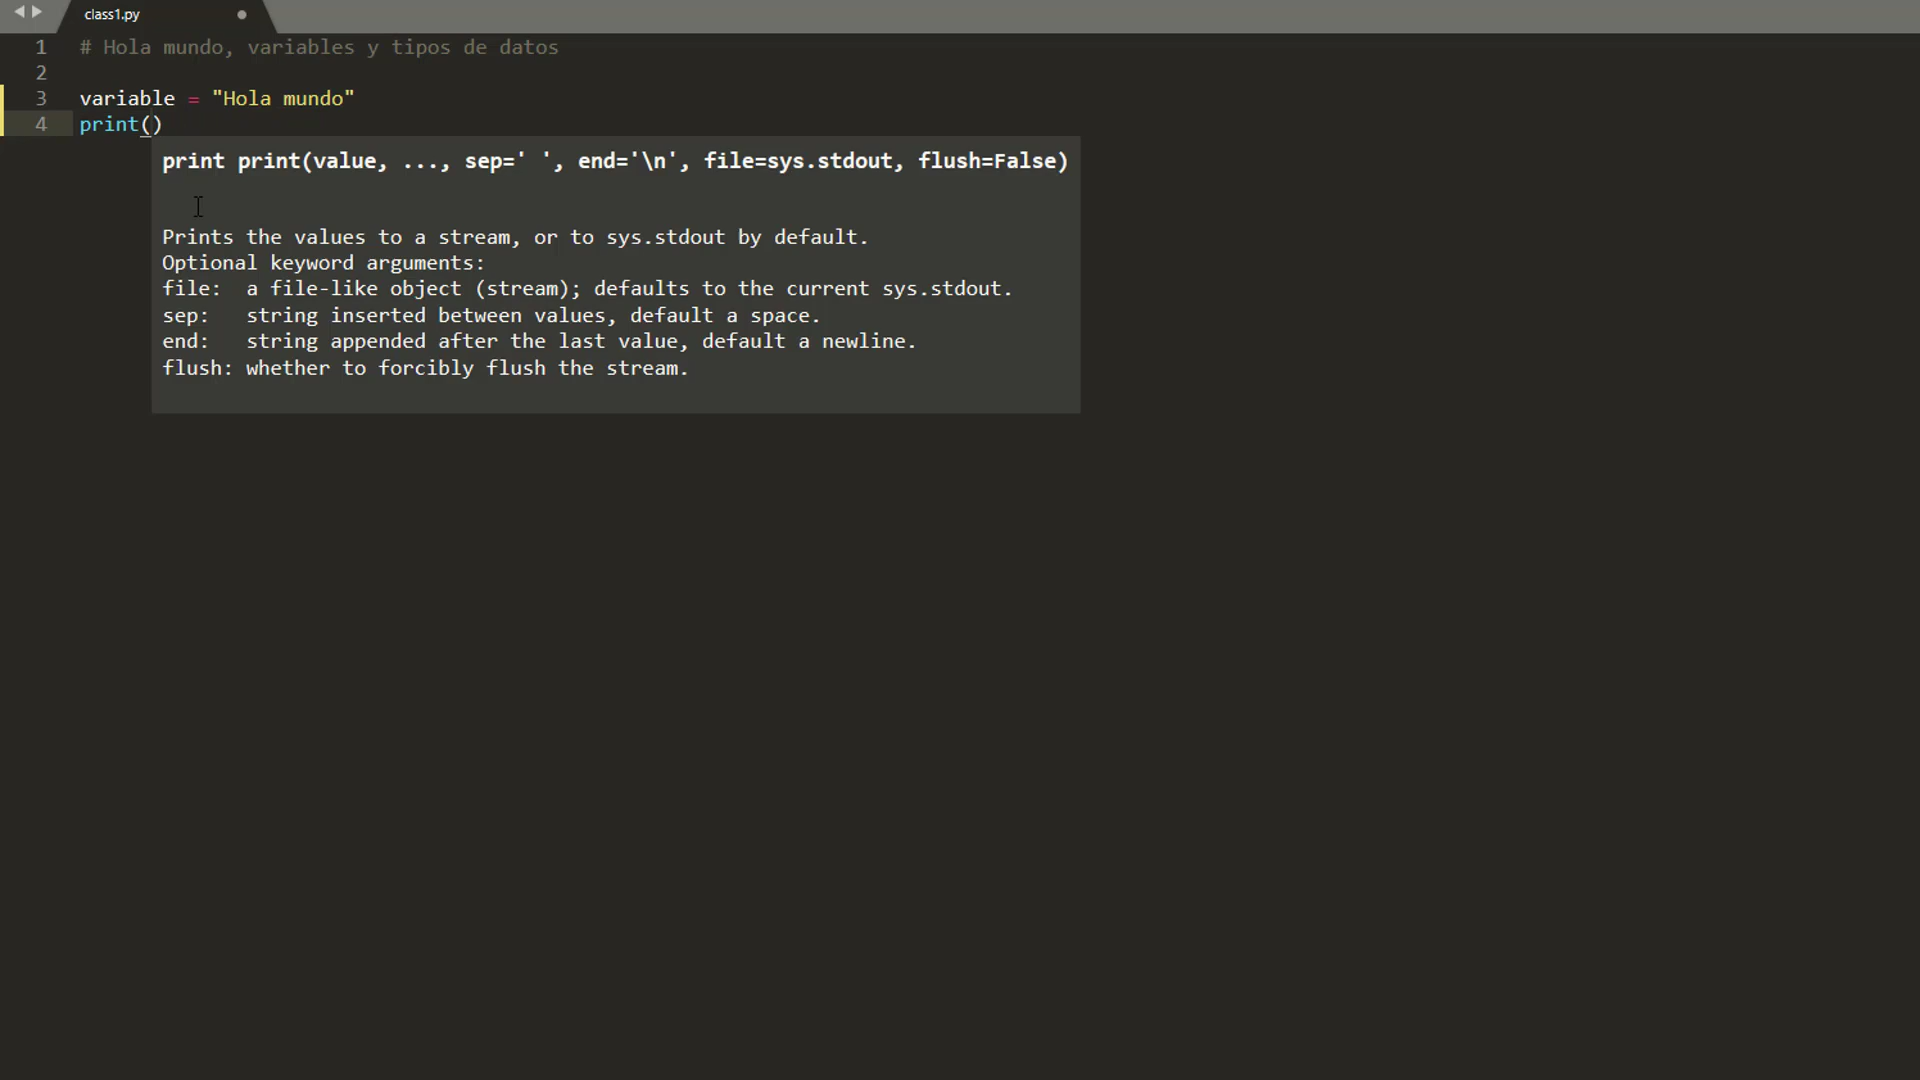 class1.py
1 # Hola mundo, variables y tipos de datos
2
3 variable = "Hola mundo"
4 print()
print print(value, ..., sep=' ', end='\n', file=sys.stdout, flush=False)
Prints the values to a stream, or to sys.stdout by default.
Optional keyword arguments:
file:  a file-like object (stream); defaults to the current sys.stdout.
sep:   string inserted between values, default a space.
end:   string appended after the last value, default a newline.
flush: whether to forcibly flush the stream.